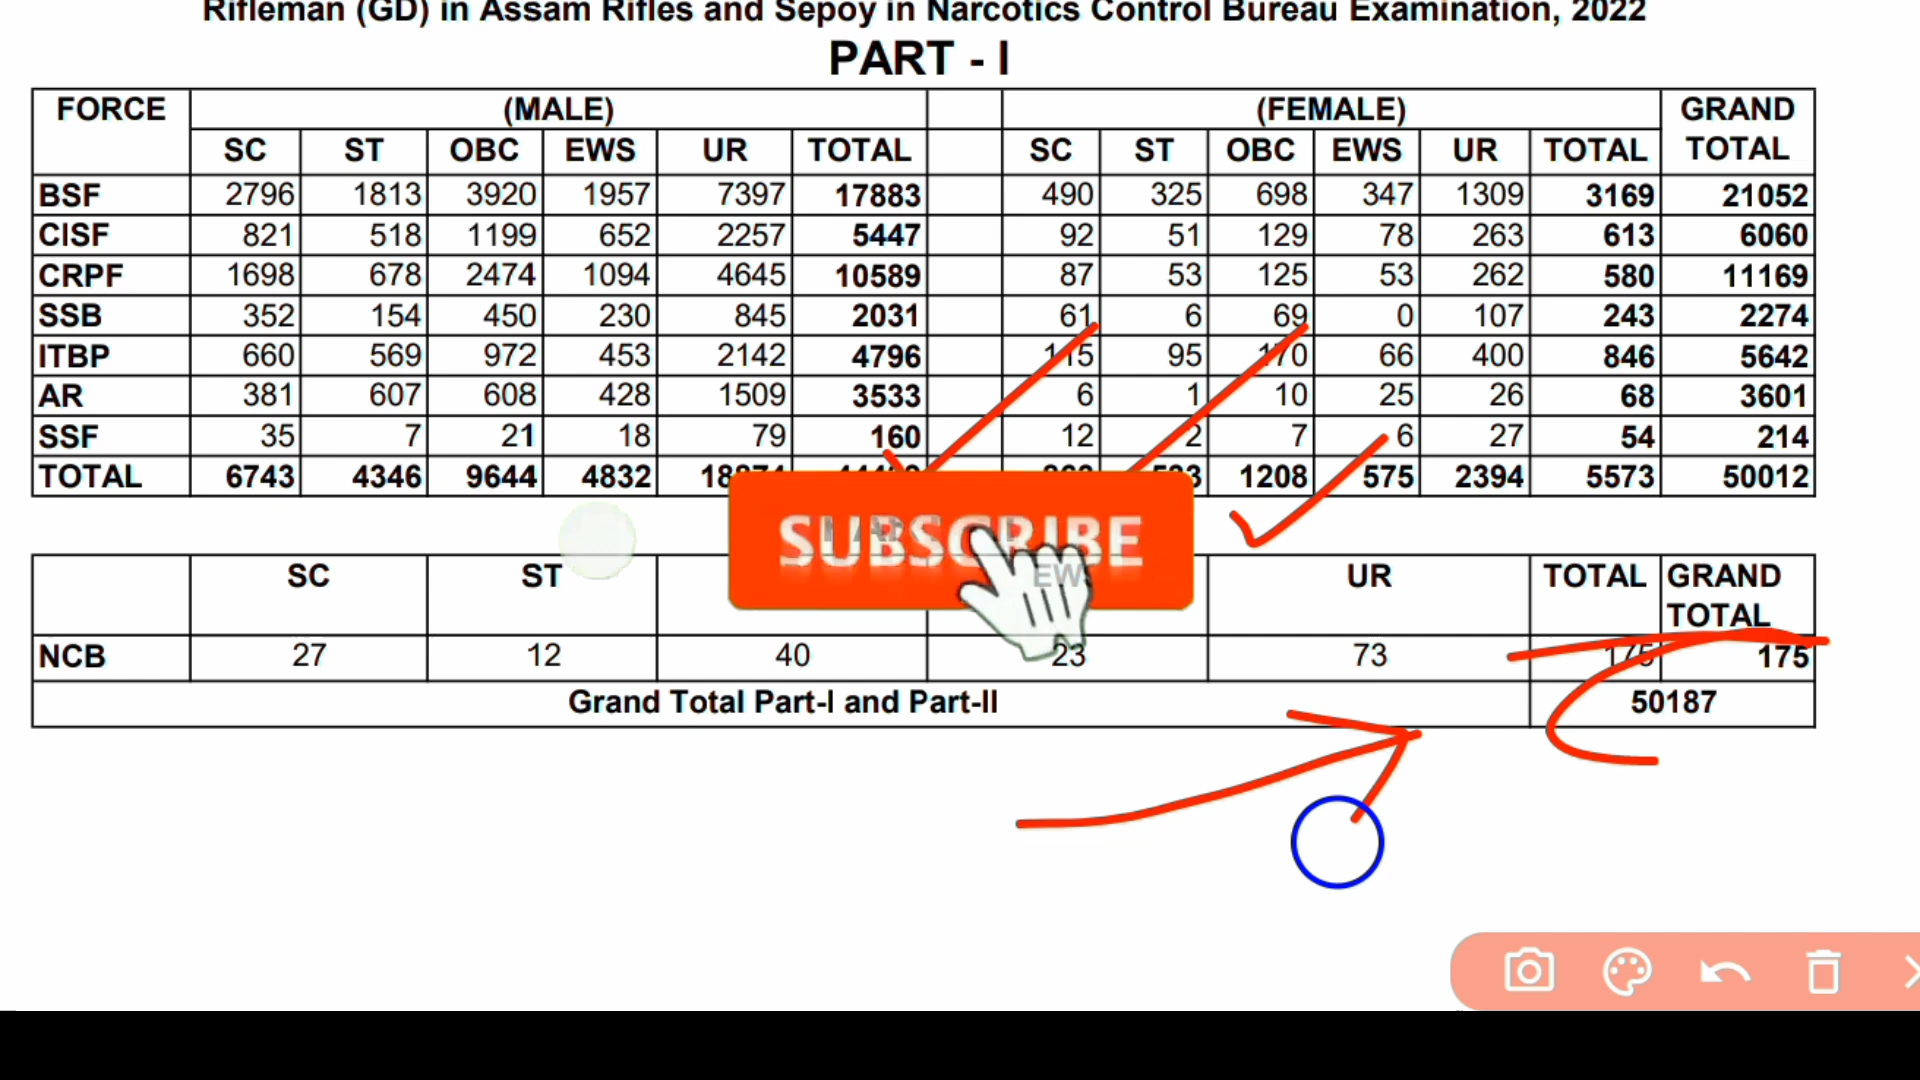 Rifleman (GD) in Assam Rifles and Sepoy in Narcotics Control Bureau Examination, 2022
PART - I
FORCE (MALE) (FEMALE) GRAND TOTAL
SC ST OBC EWS UR TOTAL SC ST OBC EWS UR TOTAL
BSF 2796 1813 3920 1957 7397 17883 490 325 698 347 1309 3169 21052
CISF 821 518 1199 652 2257 5447 92 51 129 78 263 613 6060
CRPF 1698 678 2474 1094 4645 10589 87 53 125 53 262 580 11169
SSB 352 154 450 230 845 2031 61 6 69 0 107 243 2274
ITBP 660 569 972 453 2142 4796 115 95 170 66 400 846 5642
AR 381 607 608 428 1509 3533 6 1 10 25 26 68 3601
SSF 35 7 21 18 79 160 12 2 7 6 27 54 214
TOTAL 6743 4346 9644 4832 1208 575 2394 5573 50012
SUBSCRIBE
SC ST EWS UR TOTAL GRAND TOTAL
NCB 27 12 40 23 73 175 175
Grand Total Part-I and Part-II 50187